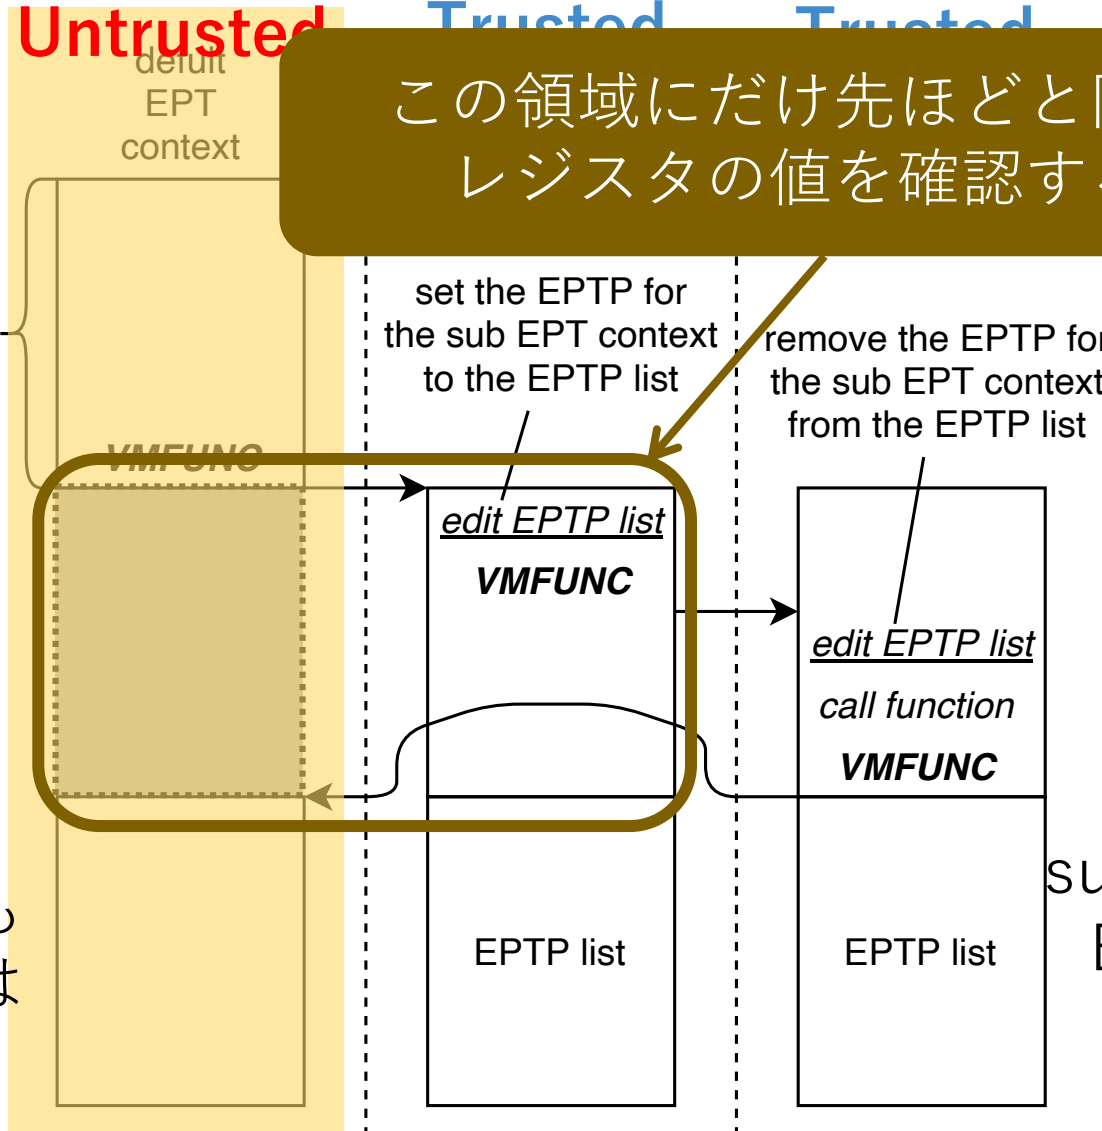 Untrusted
Trusted
Trusted
defult
EPT
context
この領域にだけ先ほどと
レジスタの値を確認す
set the EPTP for
the sub EPT context
to the EPTP list
remove the EPTP for
the sub EPT context
from the EPTP list
VMFUNC
edit EPTP list
VMFUNC
edit EPTP list
call function
VMFUNC
EPTP list
EPTP list
は